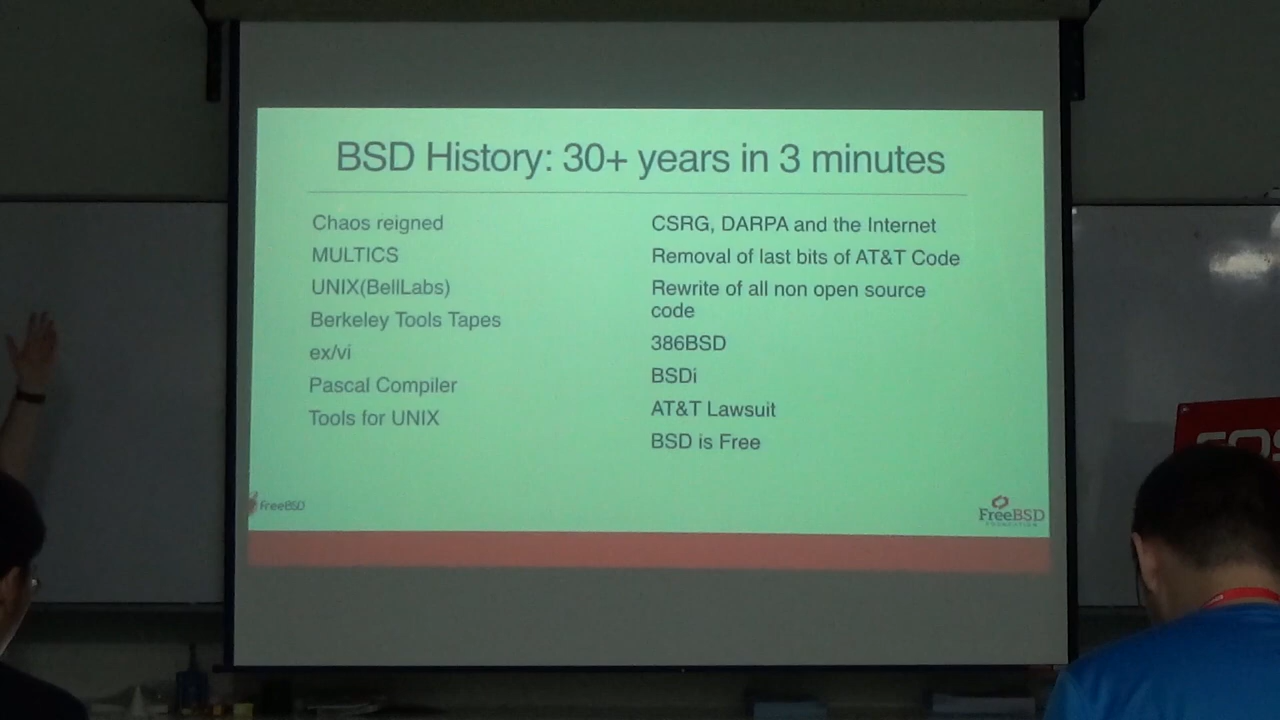 BSD History: 30+ years in 3 minutes
Chaos reigned
MULTICS
UNIX(BellLabs)
Berkeley Tools Tapes
ex/vi
Pascal Compiler
Tools for UNIX
CSRG, DARPA and the Internet
Removal of last bits of AT&T Code
Rewrite of all non open source
code
386BSD
BSDi
AT&T Lawsuit
BSD is Free
FreeBSD
FreeBSD
FOUNDATION